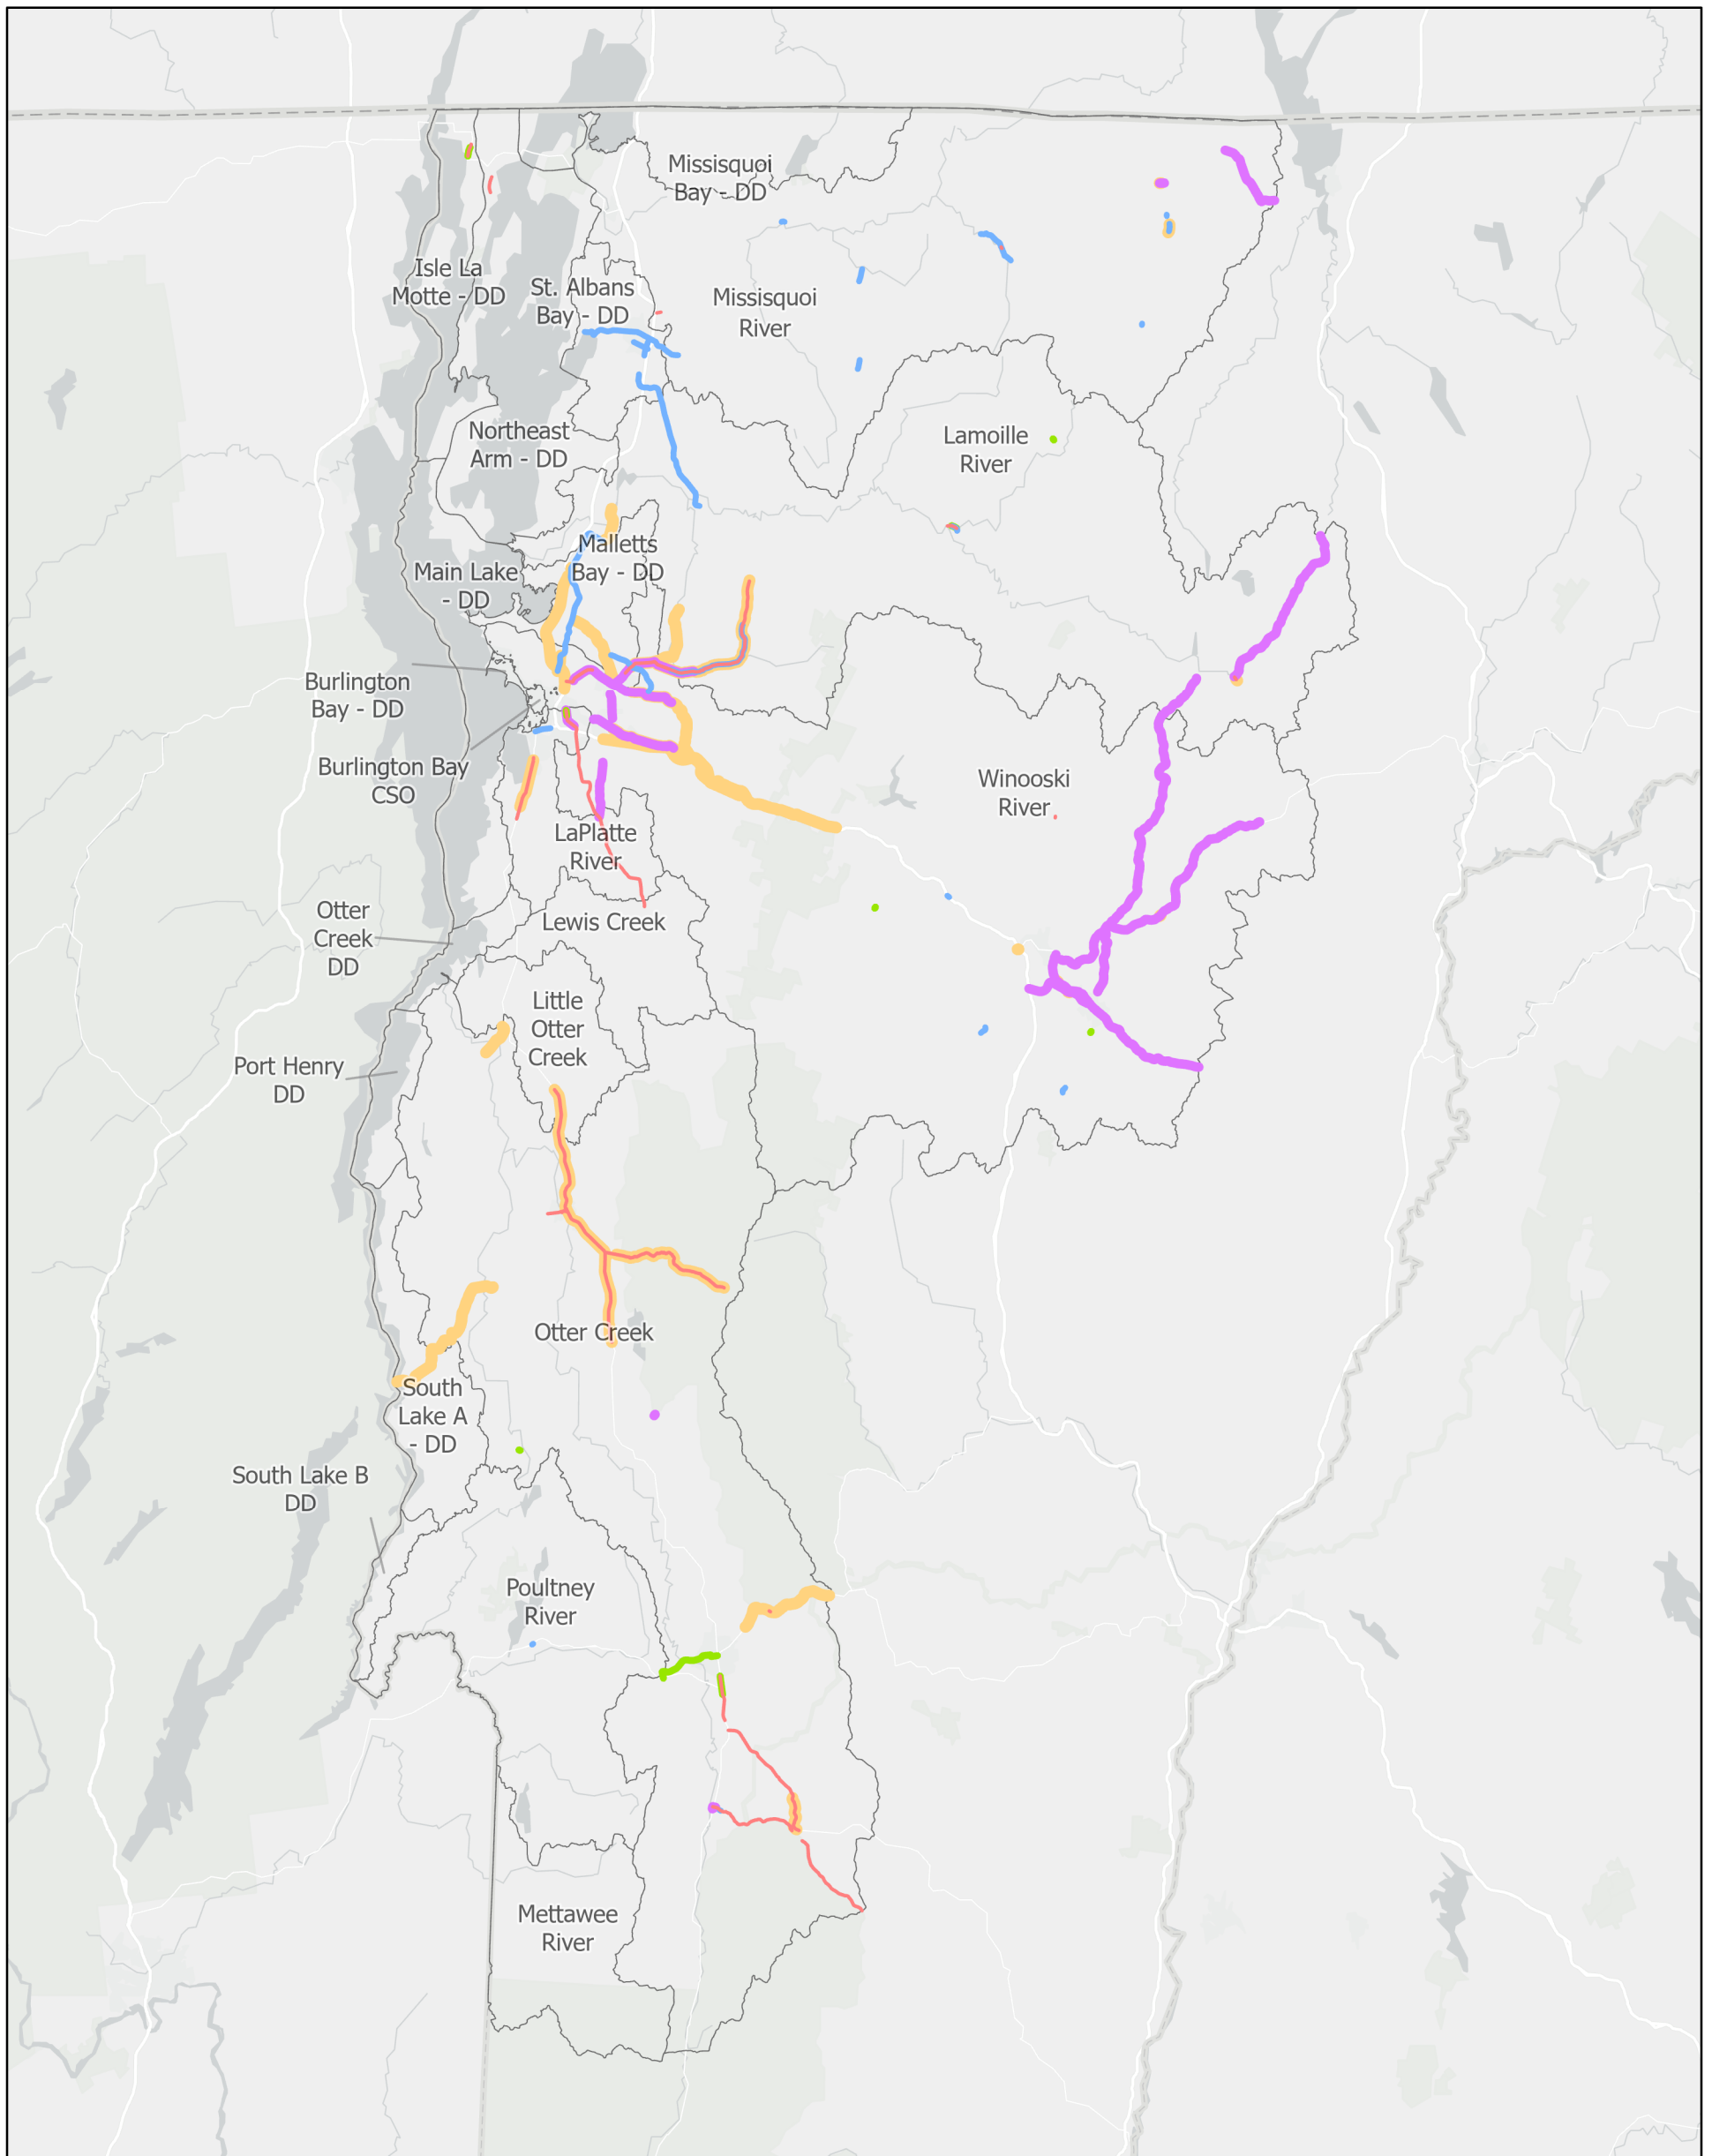 Missisquoi
Bay - DD
Isle La
Motte - DD
St. Albans
Bay - DD
Missisquoi
River
Northeast
Arm - DD
Lamoille
River
Malletts
Bay - DD
Main Lake
- DD
Burlington
Bay - DD
Burlington Bay
CSO
Winooski
River
LaPlatte
River
Otter
Creek
DD
Lewis Creek
Little
Otter
Creek
Port Henry
DD
Otter Creek
South
Lake A
- DD
South Lake B
DD
Poultney
River
Mettawee
River